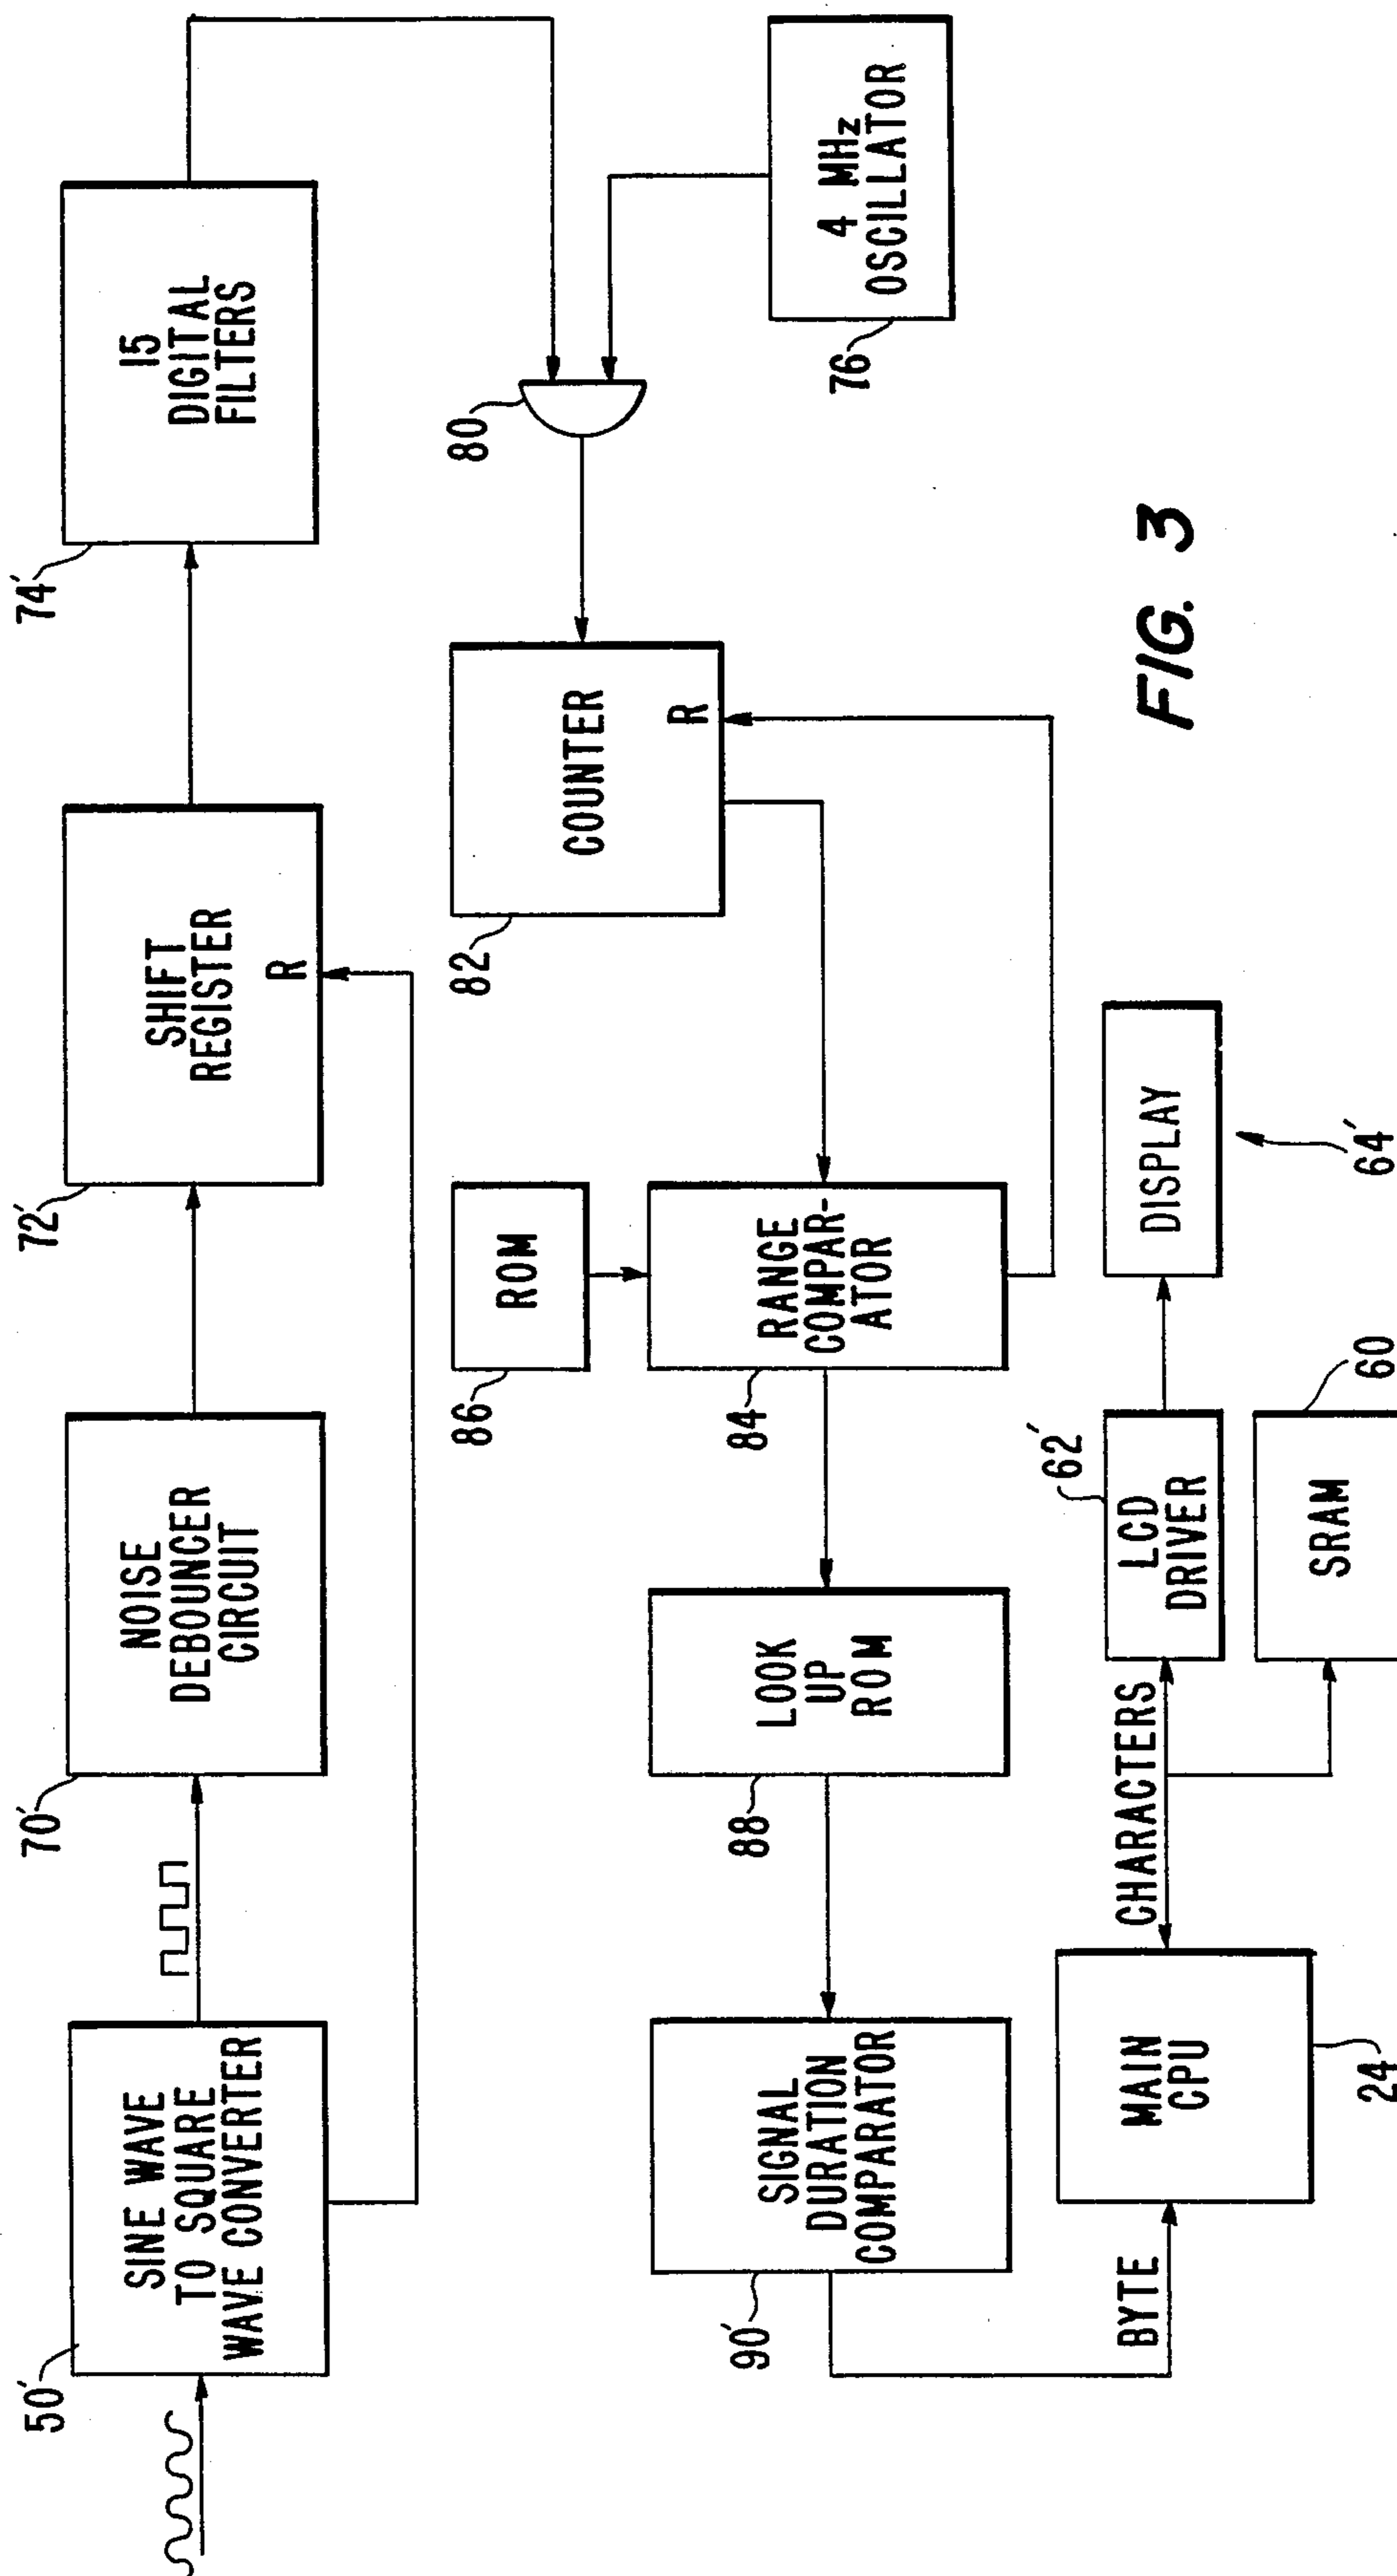 50'
SINE WAVE
TO SQUARE
WAVE CONVERTER
70'
NOISE
DEBOUNCER
CIRCUIT
72'
SHIFT
REGISTER
R
74'
15
DIGITAL
FILTERS
80
76
4 MHz
OSCILLATOR
82
COUNTER
R
86
ROM
84
RANGE
COMPAR-
ATOR
88
LOOK
UP
ROM
90'
SIGNAL
DURATION
COMPARATOR
BYTE
MAIN
CPU
24
CHARACTERS
62'
LCD
DRIVER
DISPLAY
64'
SRAM
60
FIG. 3